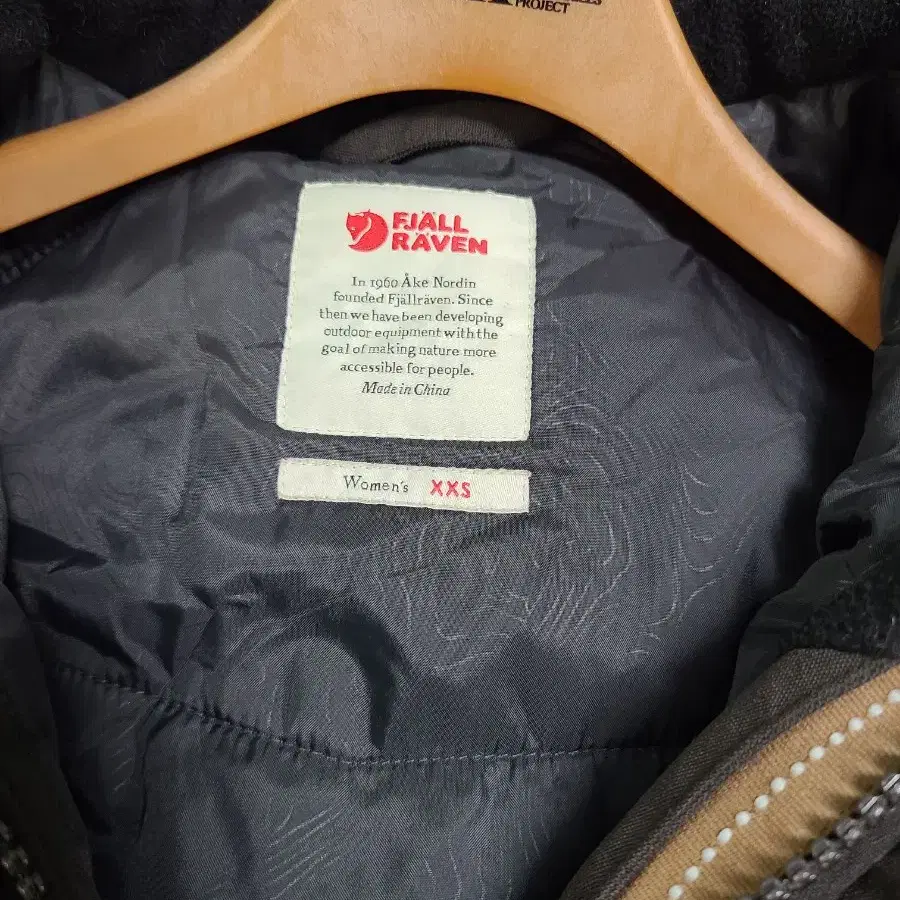 PROJECT
FJÄLL
RÄVEN
In 1960 Åke Nordin
founded Fjällräven. Since
then we have been developing
outdoor equipment with the
goal of making nature more
accessible for people.
Made in China
Women's XXS